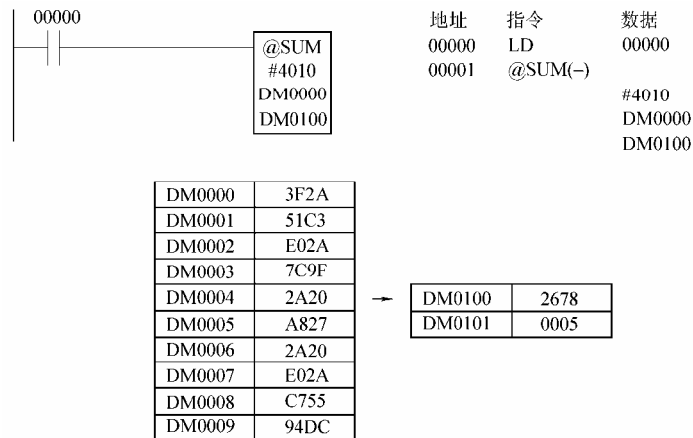 00000
@SUM
#4010
DM0000
DM0100
地址 指令 数据
00000 LD 00000
00001 @SUM(–)
#4010
DM0000
DM0100
DM0000 3F2A
DM0001 51C3
DM0002 E02A
DM0003 7C9F
DM0004 2A20
DM0005 A827
DM0006 2A20
DM0007 E02A
DM0008 C755
DM0009 94DC
DM0100 2678
DM0101 0005